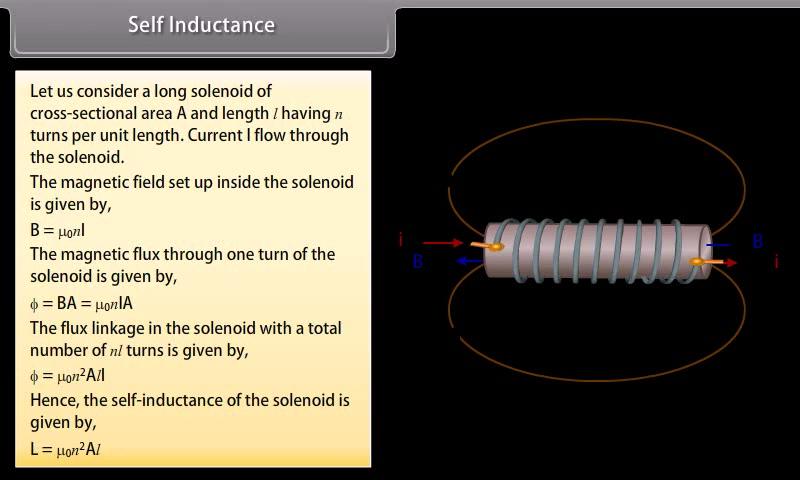 Self Inductance
Let us consider a long solenoid of
cross-sectional area A and length l having n
turns per unit length. Current I flow through
the solenoid.
The magnetic field set up inside the solenoid
is given by,
B = μ₀nI
The magnetic flux through one turn of the
solenoid is given by,
ϕ = BA = μ₀nIA
The flux linkage in the solenoid with a total
number of nl turns is given by,
ϕ = μ₀n²AlI
Hence, the self-inductance of the solenoid is
given by,
L = μ₀n²Al
i
B
B
i